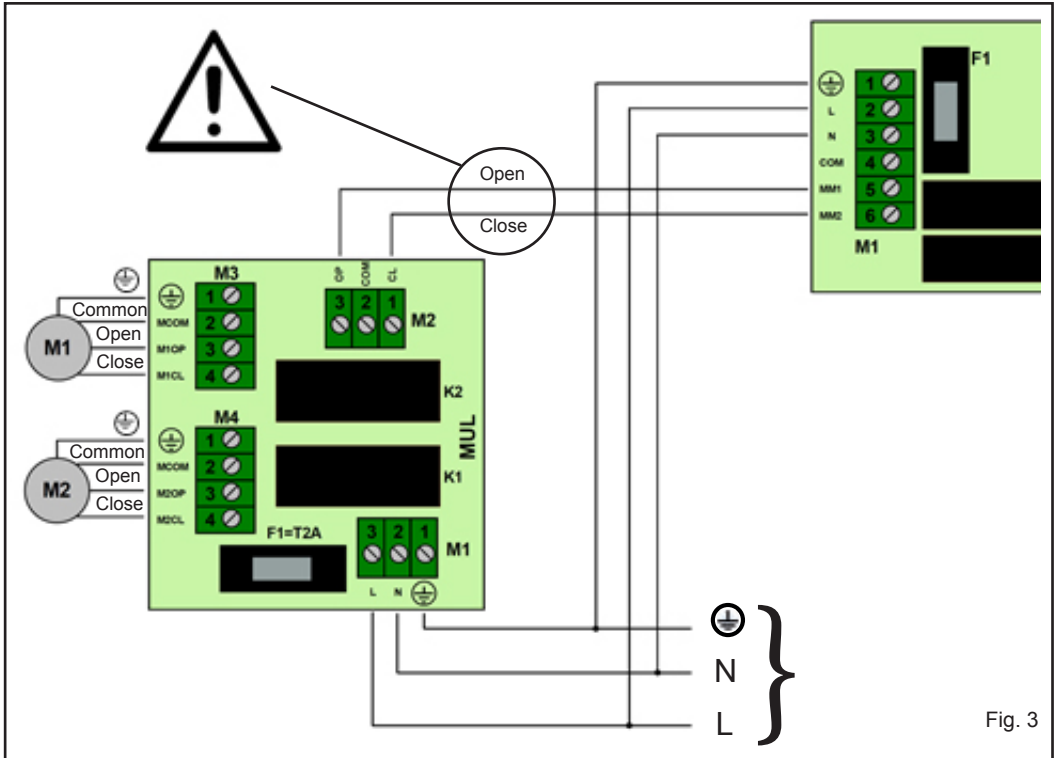 F1
1
L 2
N 3
COM 4
MM1 5
MM2 6
M1
Open
Close
OP COM CL
3 2 1
M2
M3
1
Common MCOM 2
Open M1OP 3
Close M1CL 4
M1
K2
MUL
K1
M4
1
Common MCOM 2
Open M2OP 3
Close M2CL 4
M2
F1=T2A
3 2 1
M1
L N
N
L
Fig. 3